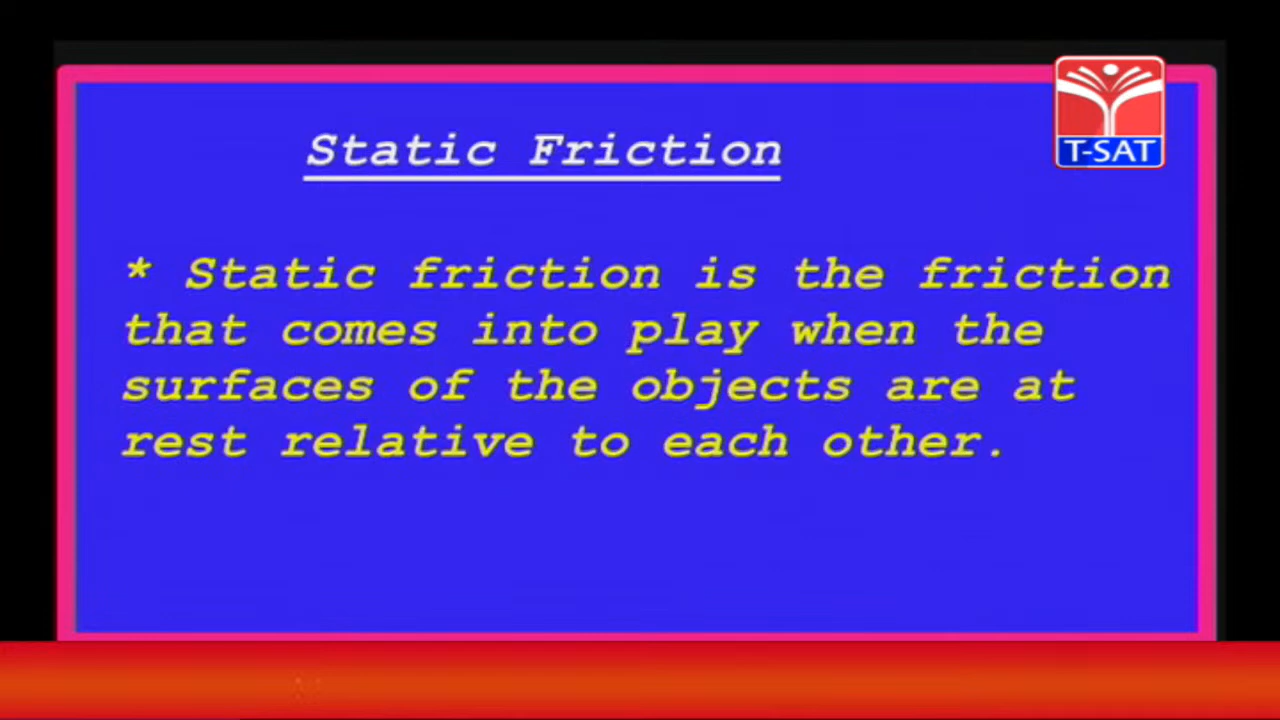 Static Friction
T-SAT
* Static friction is the friction
that comes into play when the
surfaces of the objects are at
rest relative to each other.